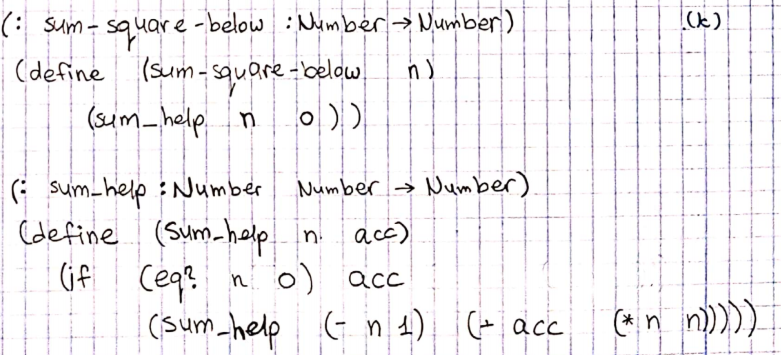 (: sum-square-below : Number → Number) (k)
(define (sum-square-below n)
(sum_help n 0))
(: sum_help : Number Number → Number)
(define (sum_help n acc)
(if (eq? n 0) acc
(sum_help (- n 1) (+ acc (* n n)))))